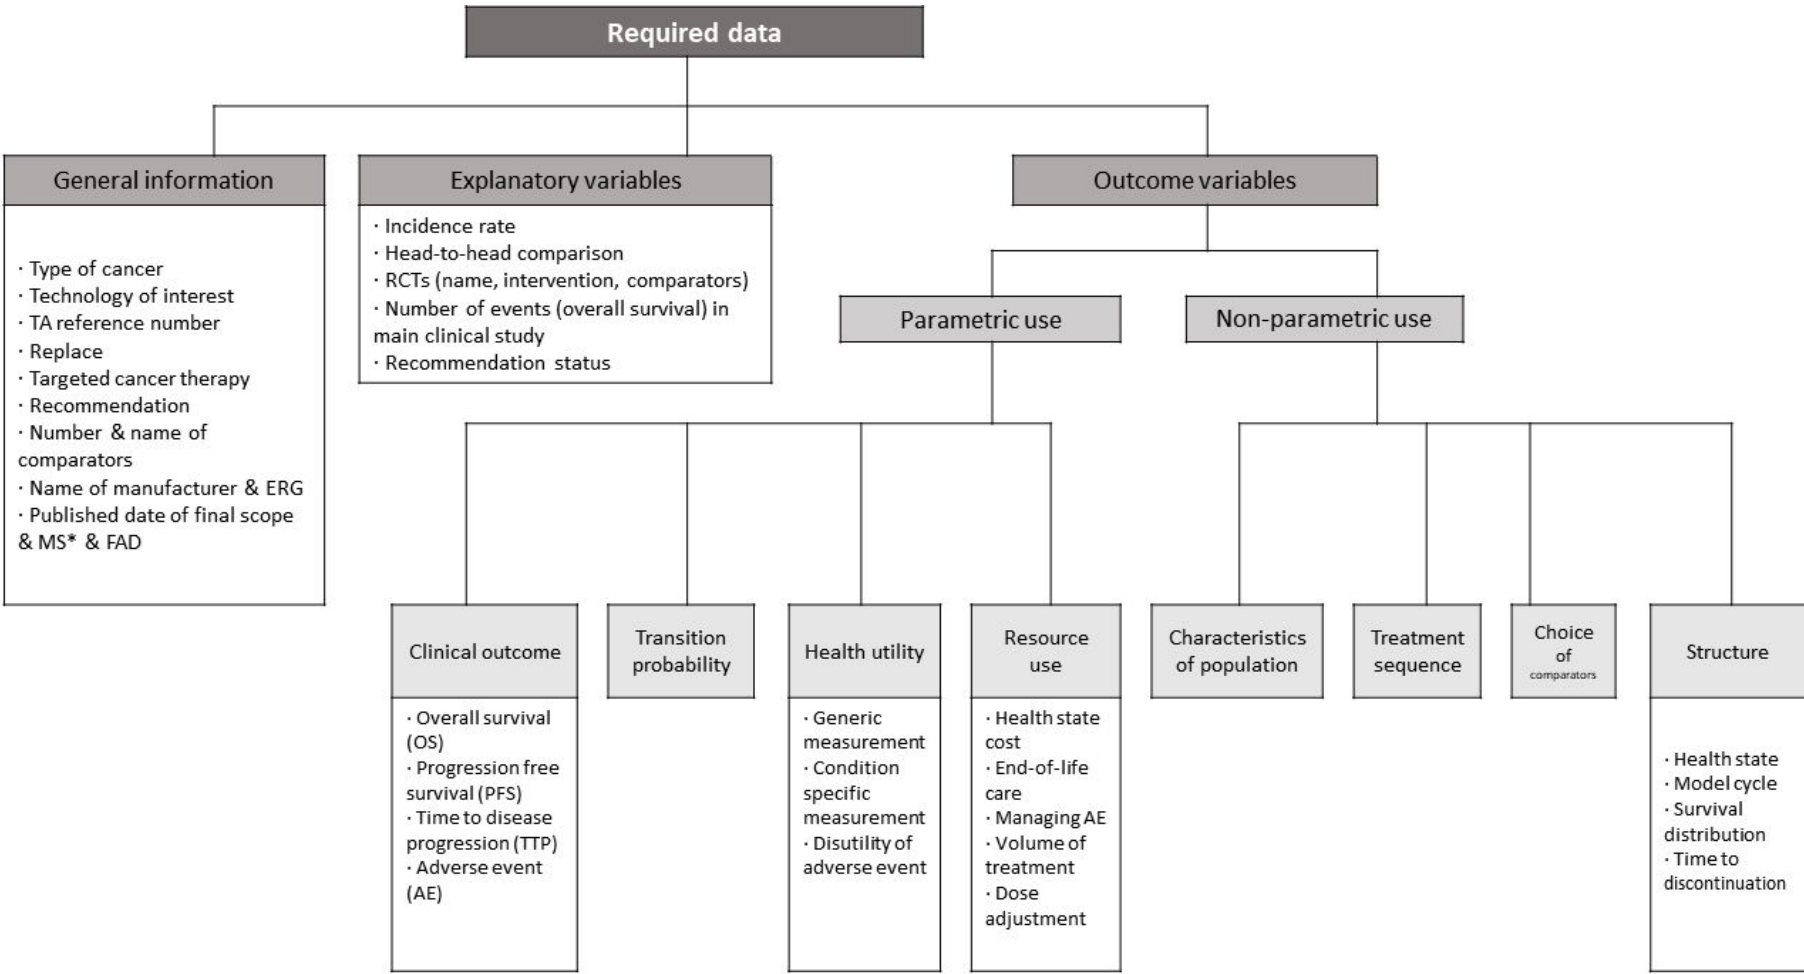 Required data
General information
· Type of cancer
· Technology of interest
· TA reference number
· Replace
· Targeted cancer therapy
· Recommendation
· Number & name of
comparators
· Name of manufacturer & ERG
· Published date of final scope
& MS* & FAD
Explanatory variables
· Incidence rate
· Head-to-head comparison
· RCTs (name, intervention, comparators)
· Number of events (overall survival) in
main clinical study
· Recommendation status
Outcome variables
Parametric use
Non-parametric use
Clinical outcome
· Overall survival
(OS)
· Progression free
survival (PFS)
· Time to disease
progression (TTP)
· Adverse event
(AE)
Transition
probability
Health utility
· Generic
measurement
· Condition
specific
measurement
· Disutility of
adverse event
Resource
use
· Health state
cost
· End-of-life
care
· Managing AE
· Volume of
treatment
· Dose
adjustment
Characteristics
of population
Treatment
sequence
Choice
of
comparators
Structure
· Health state
· Model cycle
· Survival
distribution
· Time to
discontinuation